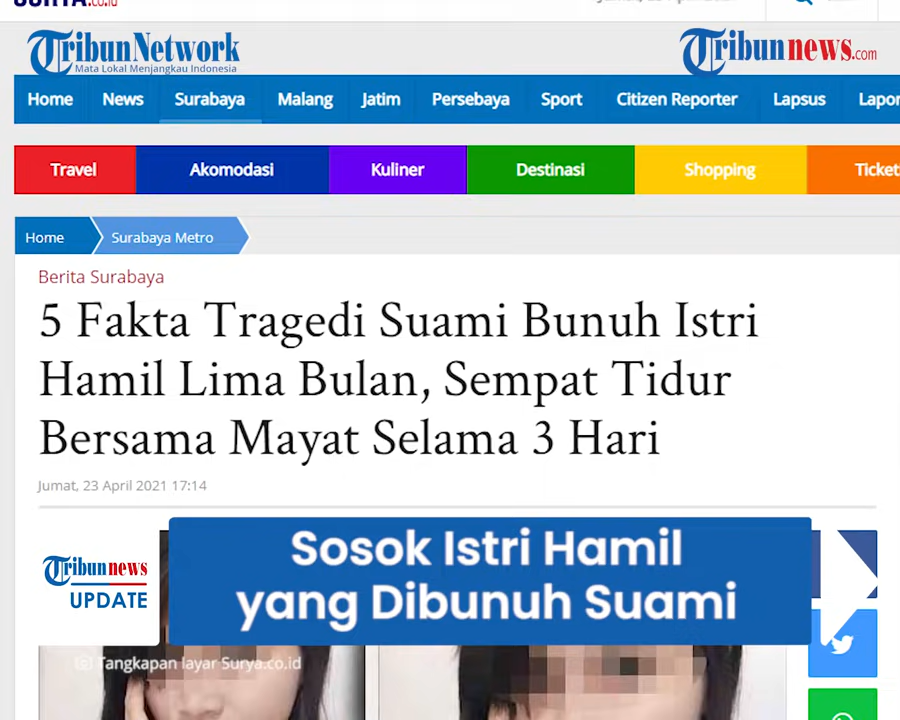 TribunNetwork
Mata Lokal Menjangkau Indonesia
Tribunnews.com
Home News Surabaya Malang Jatim Persebaya Sport Citizen Reporter Lapsus Lapor
Travel Akomodasi Kuliner Destinasi Shopping Ticket
Home Surabaya Metro
Berita Surabaya
5 Fakta Tragedi Suami Bunuh Istri
Hamil Lima Bulan, Sempat Tidur
Bersama Mayat Selama 3 Hari
Jumat, 23 April 2021 17:14
Tribunnews
UPDATE
Sosok Istri Hamil
yang Dibunuh Suami
Tangkapan layar Surya.co.id